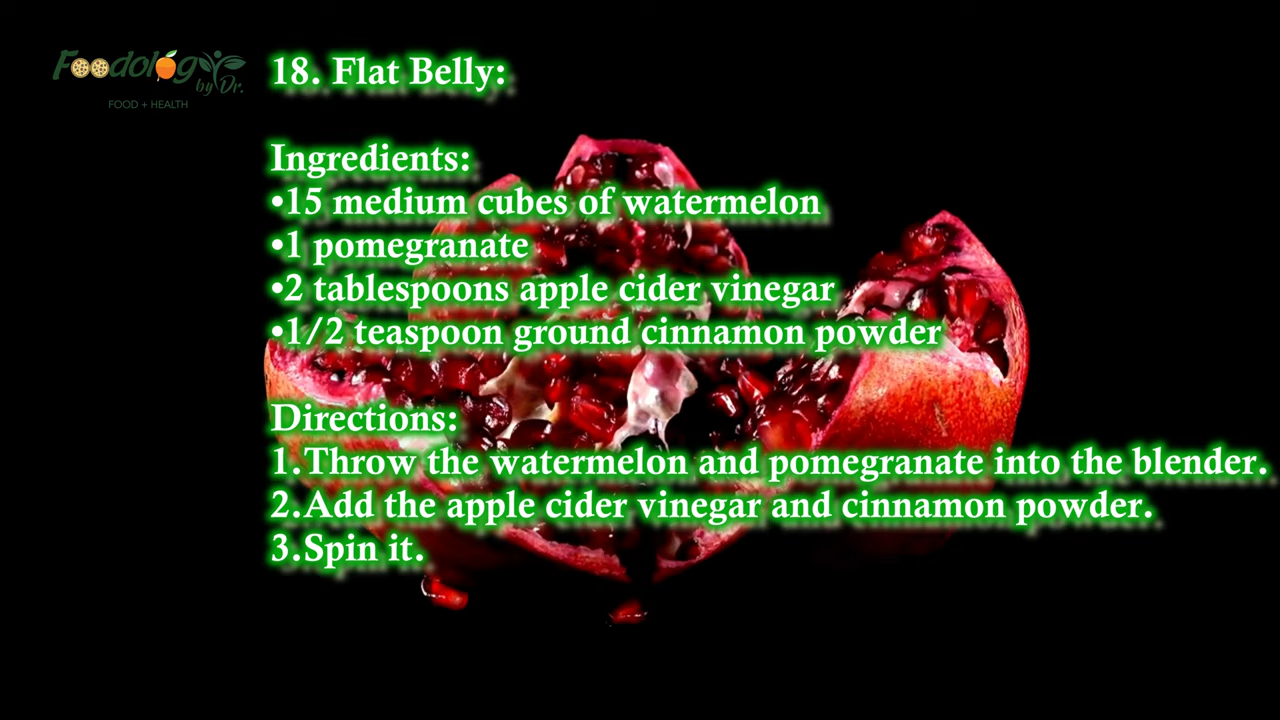 Foodology
by Dr.
FOOD + HEALTH
18. Flat Belly:
Ingredients:
•15 medium cubes of watermelon
•1 pomegranate
•2 tablespoons apple cider vinegar
•1/2 teaspoon ground cinnamon powder
Directions:
1.Throw the watermelon and pomegranate into the blender.
2.Add the apple cider vinegar and cinnamon powder.
3.Spin it.